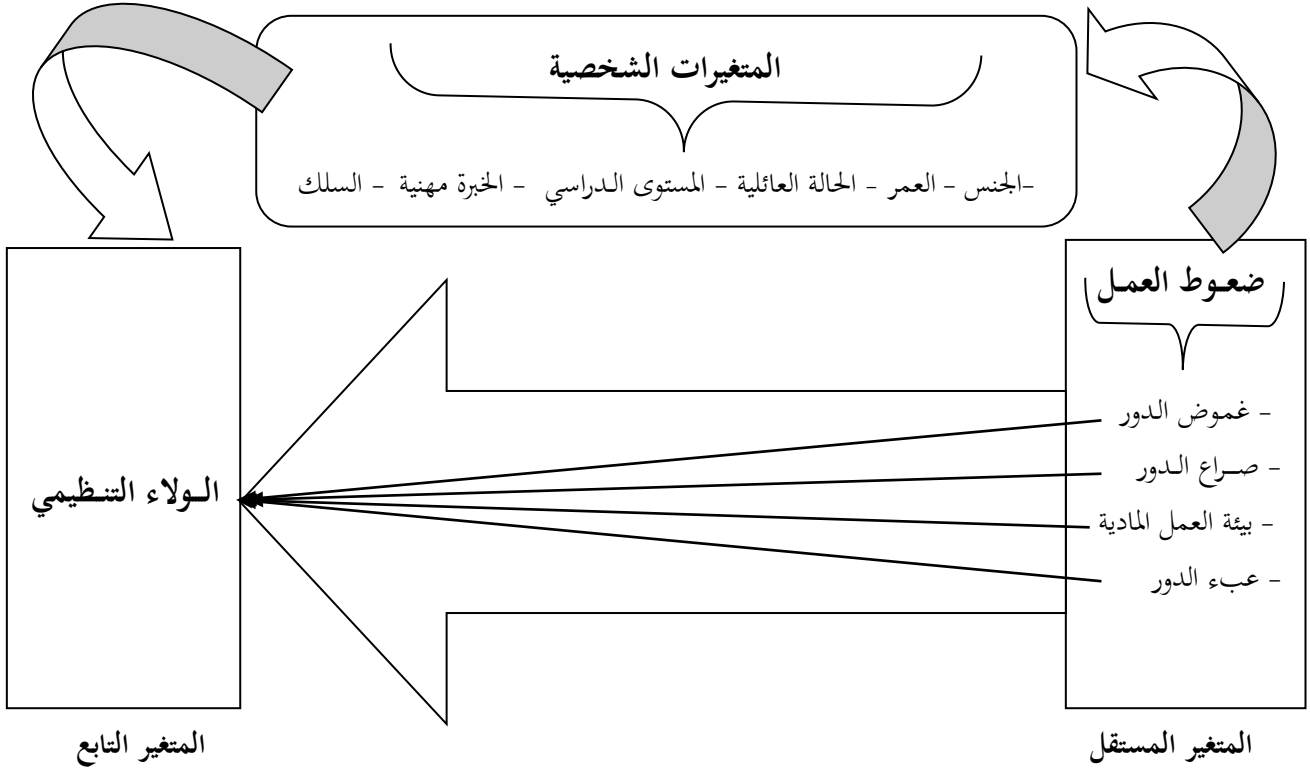 المتغيرات الشخصية
-الجنس - العمر - الحالة العائلية - المستوى الدراسي - الخبرة مهنية - السلك
ضعوط العمل
- غموض الدور
- صراع الدور
- بيئة العمل المادية
- عبء الدور
الولاء التنظيمي
المتغير المستقل
المتغير التابع